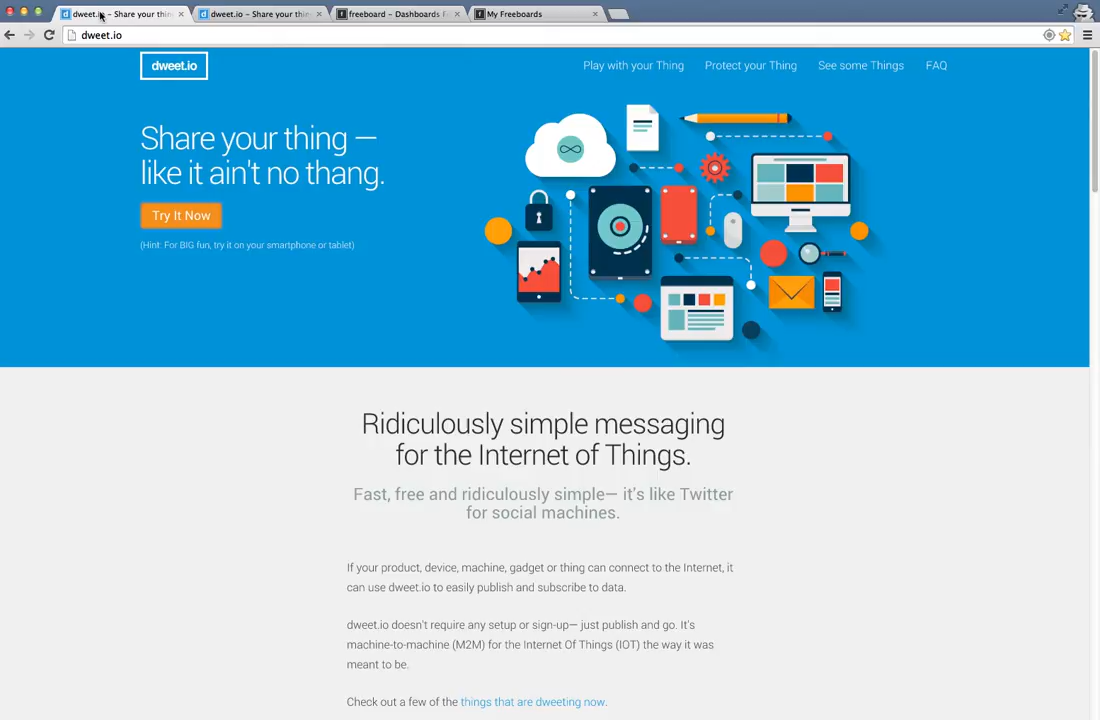 dweet.io – Share your thin
dweet.io – Share your thin
freeboard – Dashboards F
My Freeboards
dweet.io
dweet.io
Play with your Thing
Protect your Thing
See some Things
FAQ
Share your thing —
like it ain't no thang.
Try It Now
(Hint: For BIG fun, try it on your smartphone or tablet)
Ridiculously simple messaging
for the Internet of Things.
Fast, free and ridiculously simple— it's like Twitter
for social machines.
If your product, device, machine, gadget or thing can connect to the Internet, it
can use dweet.io to easily publish and subscribe to data.
dweet.io doesn't require any setup or sign-up— just publish and go. It's
machine-to-machine (M2M) for the Internet Of Things (IOT) the way it was
meant to be.
Check out a few of the things that are dweeting now.